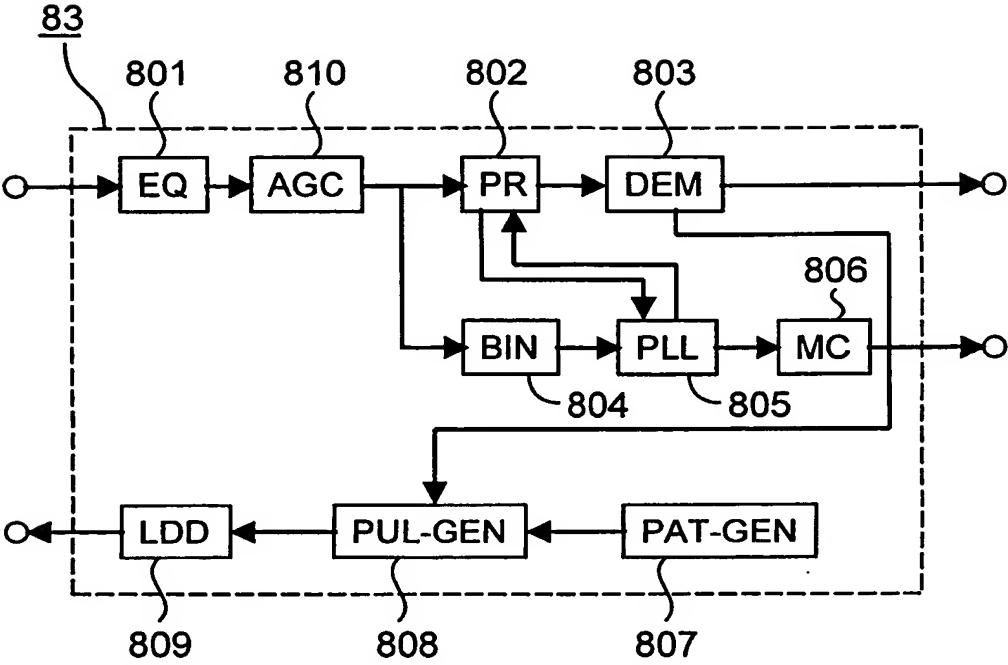 83
801 810 802 803
EQ AGC PR DEM
806
BIN PLL MC
804 805
LDD PUL-GEN PAT-GEN
809 808 807